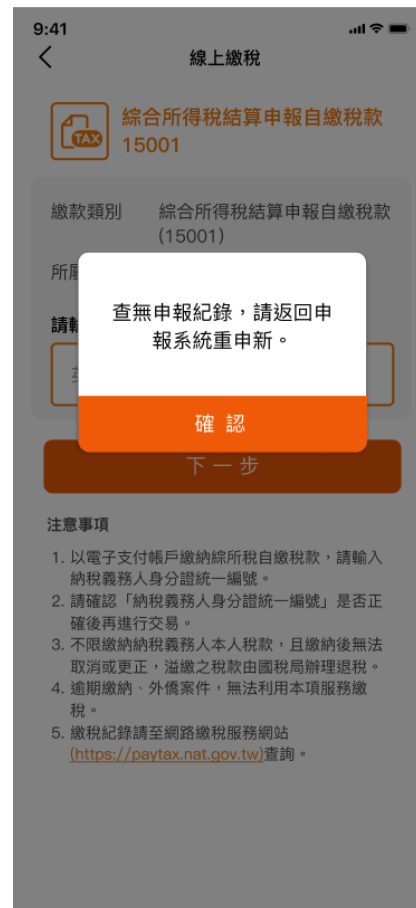 9:41
線上繳稅
綜合所得稅結算申報自繳稅款
15001
TAX
繳款類別 綜合所得稅結算申報自繳稅款
(15001)
所
查無申報紀錄,請返回申
報系統重申新。
請
確認
下一步
注意事項
1. 以電子支付帳戶繳納綜所稅自繳稅款,請輸入
納稅義務人身分證統一編號。
2. 請確認「納稅義務人身分證統一編號」是否正
確後再進行交易。
3. 不限繳納納稅義務人本人稅款,且繳納後無法
取消或更正,溢繳之稅款由國稅局辦理退稅。
4. 逾期繳納、外僑案件,無法利用本項服務繳
稅。
5. 繳稅紀錄請至網路繳稅服務網站
(https://paytax.nat.gov.tw)查詢。